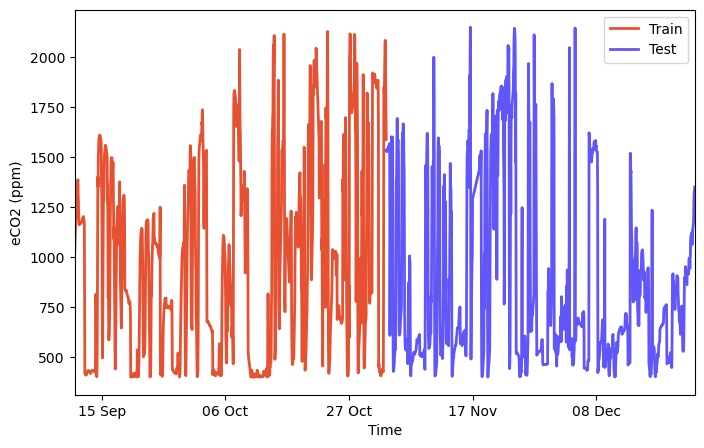 Train
Test
2000
1750
1500
1250
1000
750
500
eCO2 (ppm)
15 Sep
06 Oct
27 Oct
17 Nov
08 Dec
Time